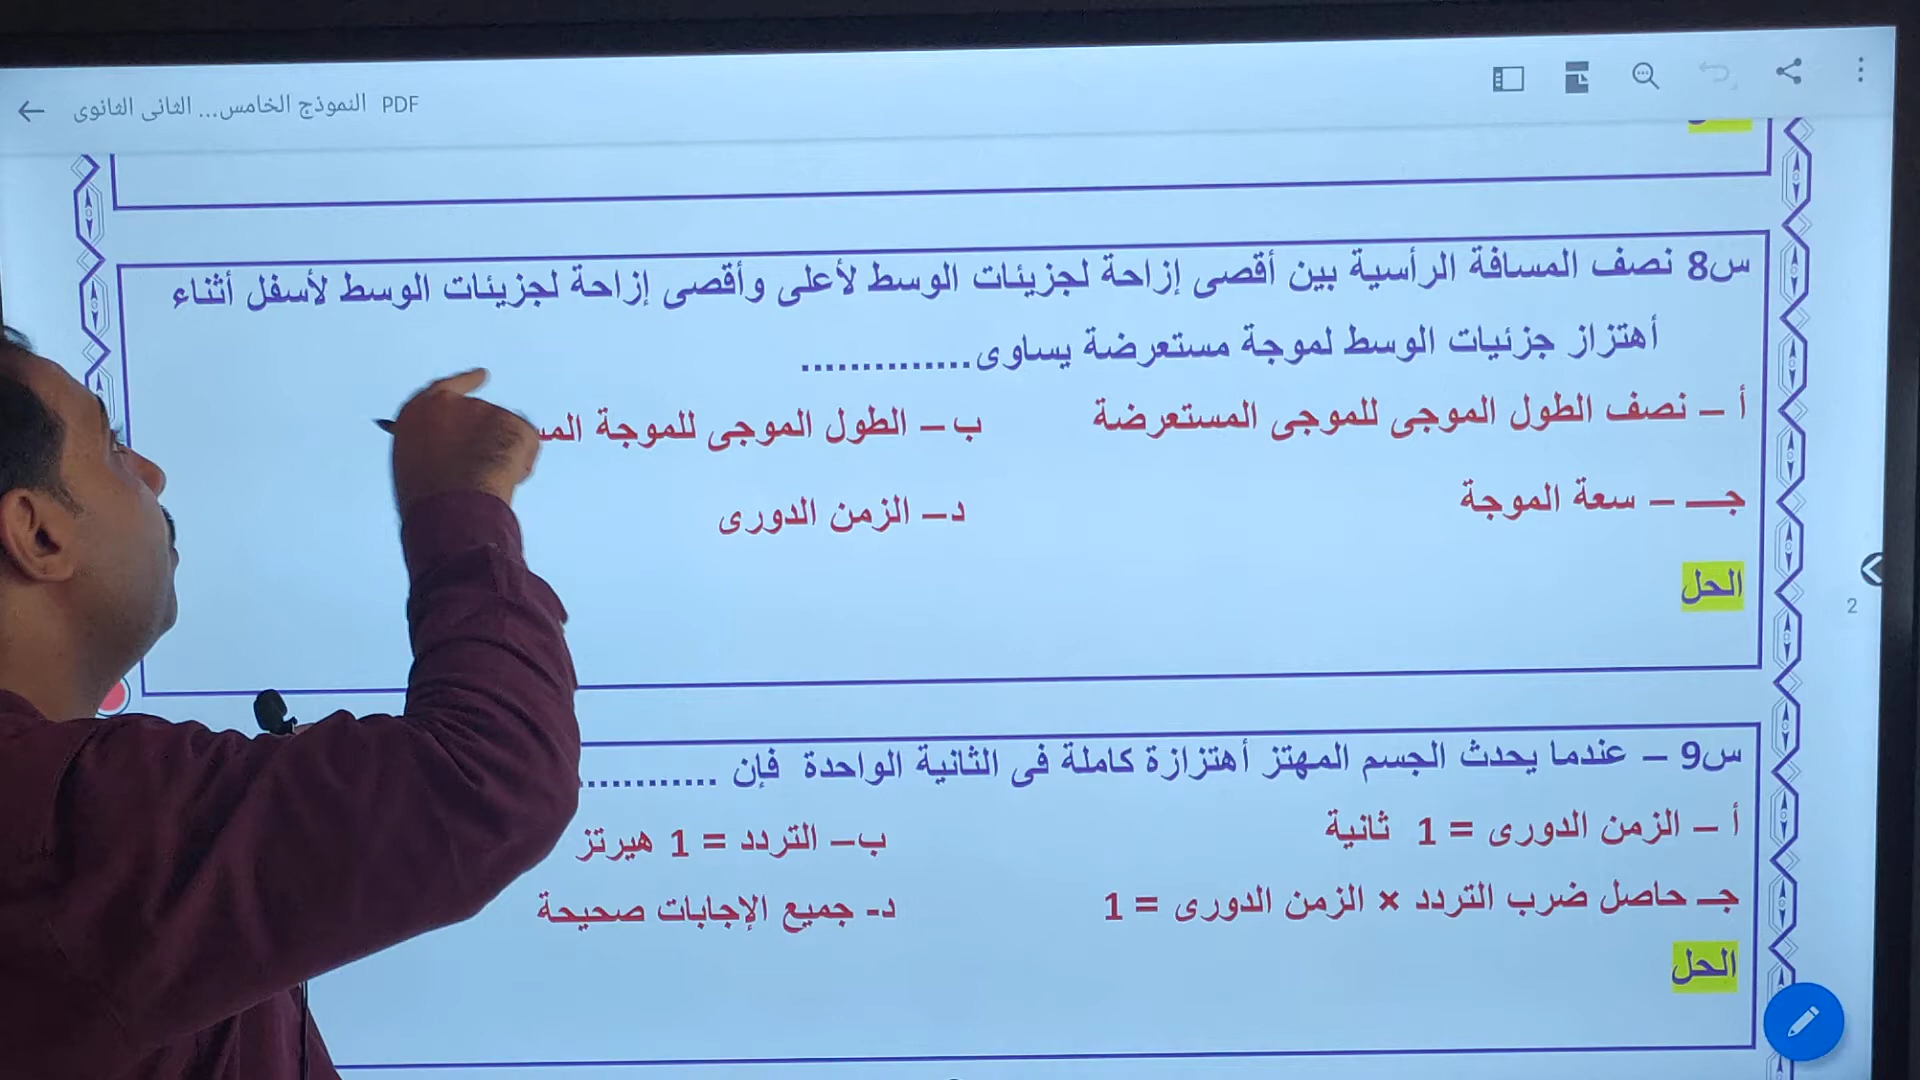 النموذج الخامس... الثانى الثانوى PDF
س8 نصف المسافة الرأسية بين أقصى إزاحة لجزيئات الوسط لأعلى وأقصى إزاحة لجزيئات الوسط لأسفل أثناء
أهتزاز جزئيات الوسط لموجة مستعرضة يساوى..............
أ – نصف الطول الموجى للموجى المستعرضة
ب – الطول الموجى للموجة
جـ – سعة الموجة
د – الزمن الدورى
الحل
2
س9 – عندما يحدث الجسم المهتز أهتزازة كاملة فى الثانية الواحدة فإن ............
أ – الزمن الدورى = 1 ثانية
ب – التردد = 1 هيرتز
جـ حاصل ضرب التردد × الزمن الدورى = 1
د- جميع الإجابات صحيحة
الحل